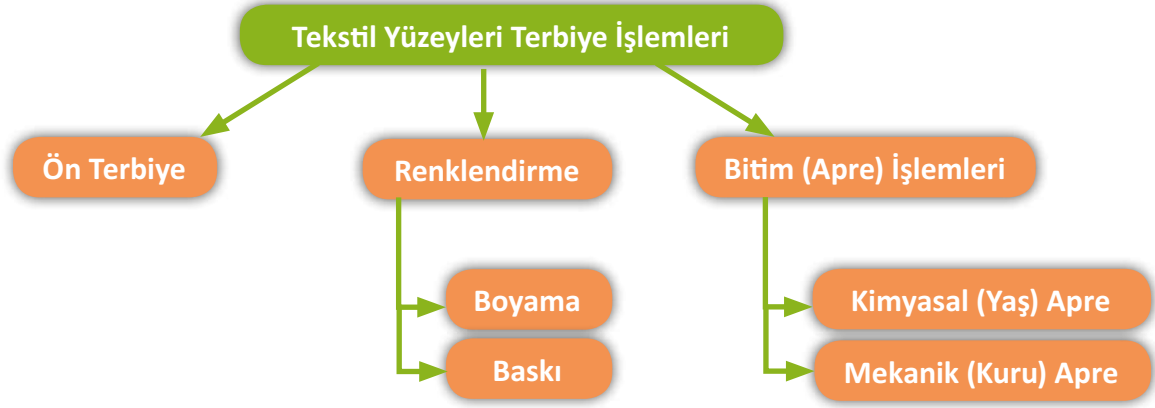 Tekstil Yüzeyleri Terbiye İşlemleri
Ön Terbiye
Renklendirme
Bitim (Apre) İşlemleri
Boyama
Baskı
Kimyasal (Yaş) Apre
Mekanik (Kuru) Apre